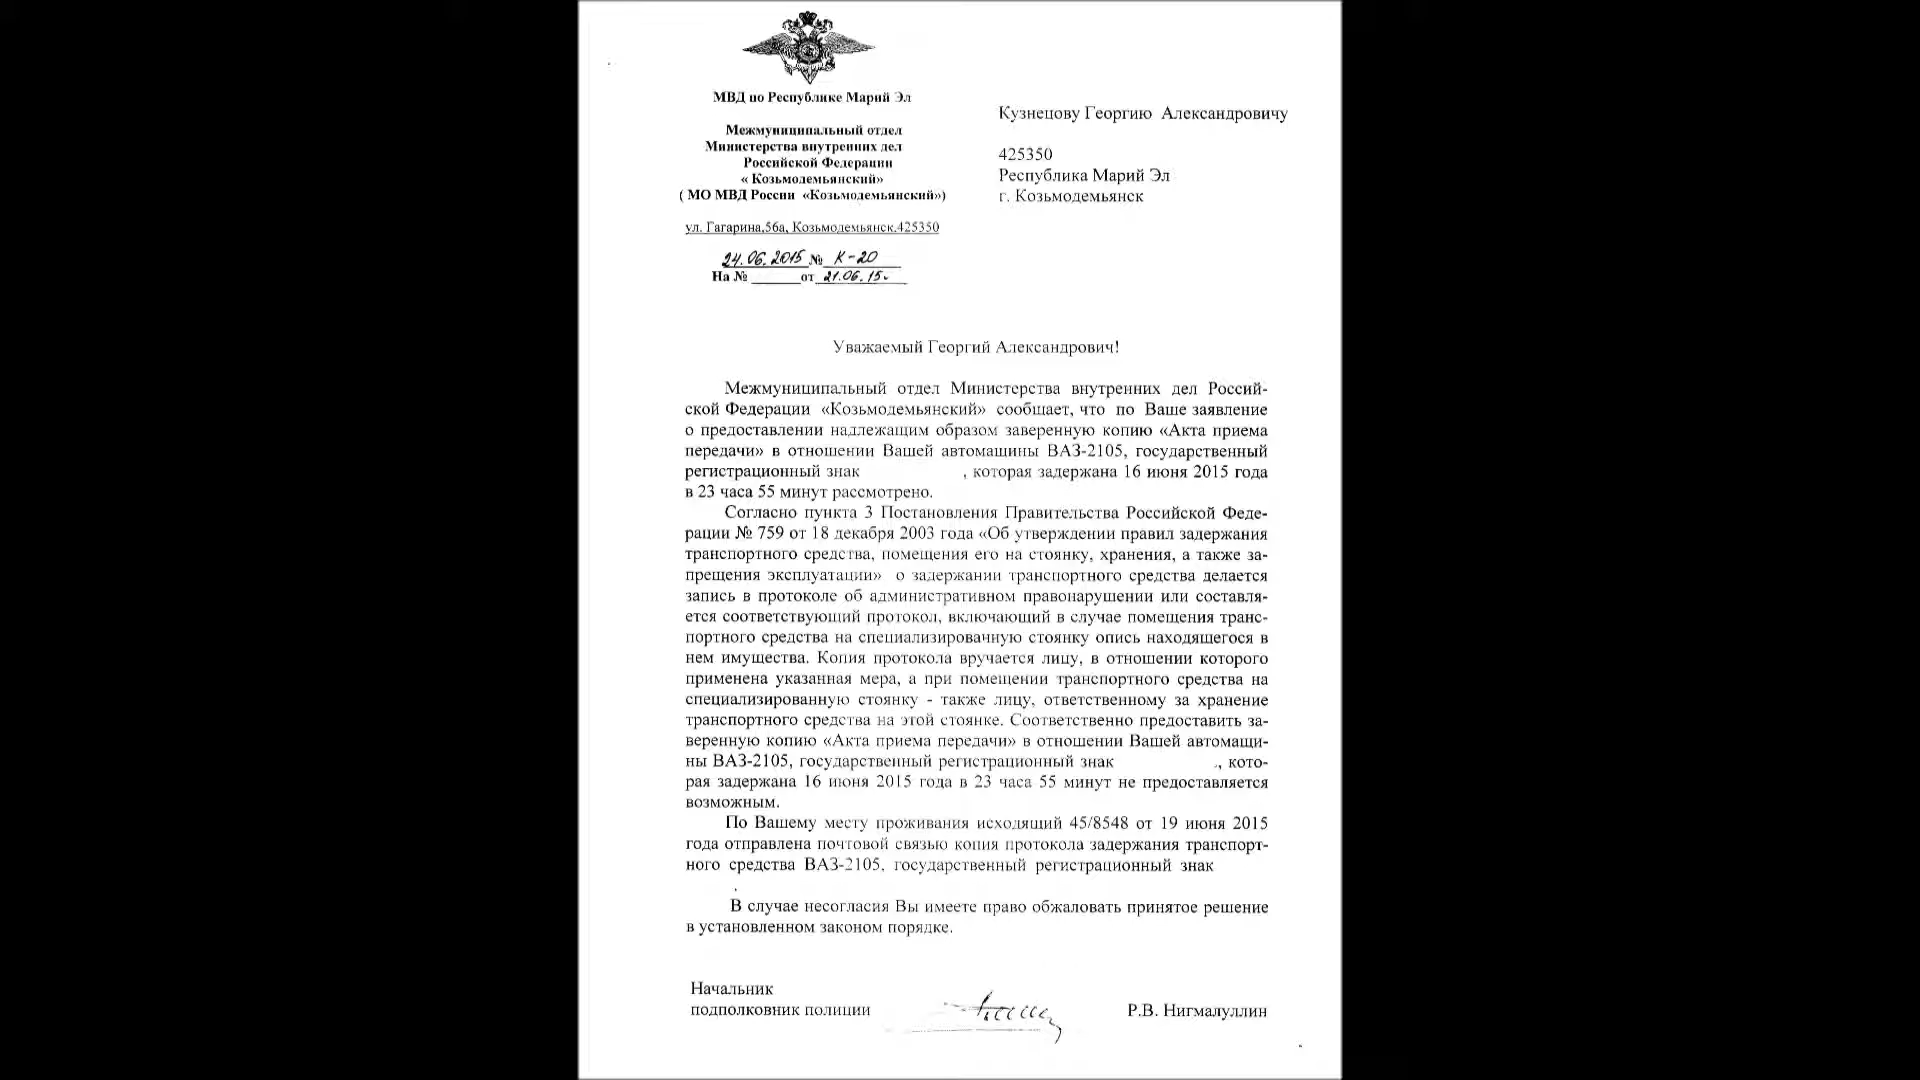 МВД по Республике Марий Эл
Межмуниципальный отдел
Министерства внутренних дел
Российской Федерации
« Козьмодемьянский»
( МО МВД России «Козьмодемьянский»)
ул. Гагарина,56а, Козьмодемьянск.425350
24.06.2015 № К-20
На № ______от 21.06.15г
Кузнецову Георгию Александровичу
425350
Республика Марий Эл
г. Козьмодемьянск
Уважаемый Георгий Александрович!
Межмуниципальный отдел Министерства внутренних дел Россий-
ской Федерации «Козьмодемьянский» сообщает, что по Ваше заявление
о предоставлении надлежащим образом заверенную копию «Акта приема
передачи» в отношении Вашей автомашины ВАЗ-2105, государственный
регистрационный знак , которая задержана 16 июня 2015 года
в 23 часа 55 минут рассмотрено.
Согласно пункта 3 Постановления Правительства Российской Феде-
рации № 759 от 18 декабря 2003 года «Об утверждении правил задержания
транспортного средства, помещения его на стоянку, хранения, а также за-
прещения эксплуатации» о задержании транспортного средства делается
запись в протоколе об административном правонарушении или составля-
ется соответствующий протокол, включающий в случае помещения транс-
портного средства на специализированную стоянку опись находящегося в
нем имущества. Копия протокола вручается лицу, в отношении которого
применена указанная мера, а при помещении транспортного средства на
специализированную стоянку - также лицу, ответственному за хранение
транспортного средства на этой стоянке. Соответственно предоставить за-
веренную копию «Акта приема передачи» в отношении Вашей автомаши-
ны ВАЗ-2105, государственный регистрационный знак , кото-
рая задержана 16 июня 2015 года в 23 часа 55 минут не предоставляется
возможным.
По Вашему месту проживания исходящий 45/8548 от 19 июня 2015
года отправлена почтовой связью копия протокола задержания транспорт-
ного средства ВАЗ-2105, государственный регистрационный знак
.
В случае несогласия Вы имеете право обжаловать принятое решение
в установленном законом порядке.
Начальник
подполковник полиции
Р.В. Нигмалуллин